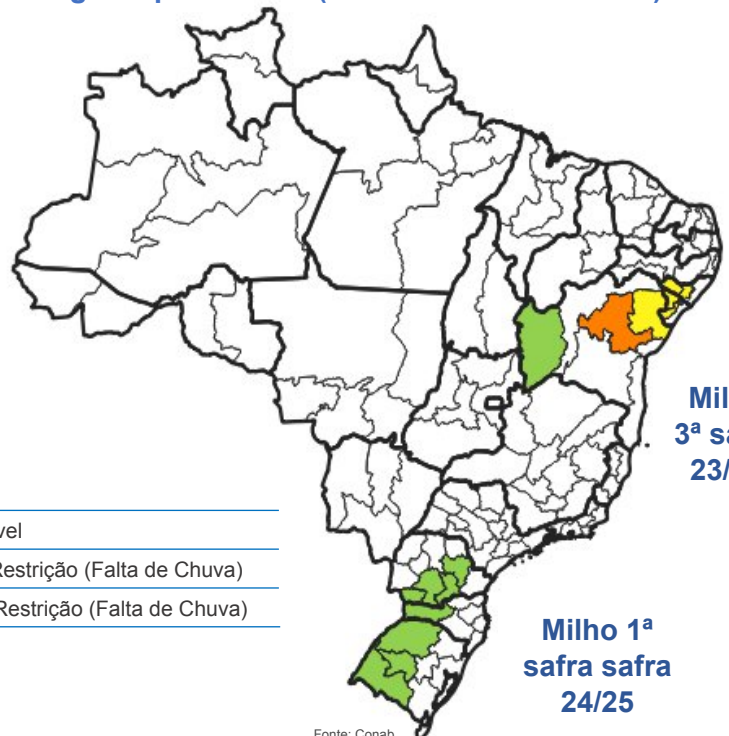 Mil
3ª sa
23/
vel
Restrição (Falta de Chuva)
Restrição (Falta de Chuva)
Milho 1ª
safra safra
24/25
Fonte: Conab